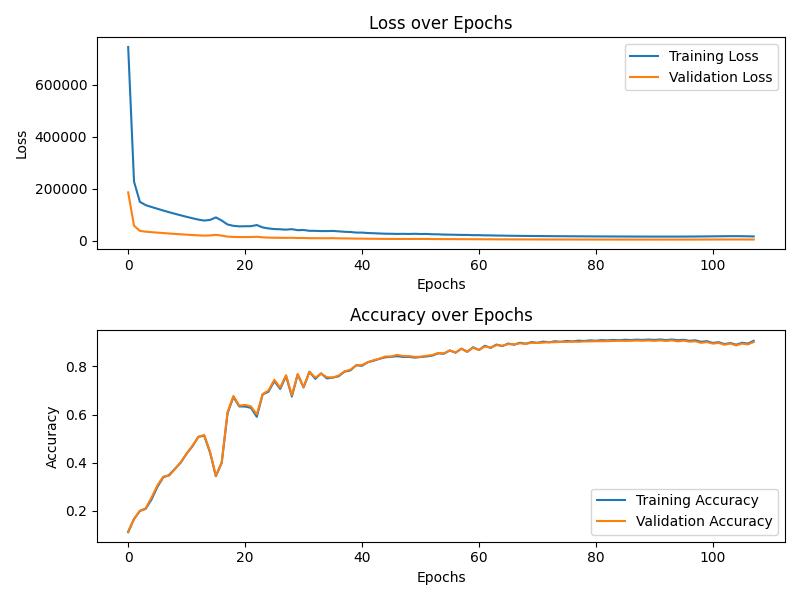 Loss over Epochs
Training Loss
Validation Loss
600000
400000
200000
0
Loss
0 20 40 60 80 100
Epochs
Accuracy over Epochs
0.8
0.6
0.4
0.2
Accuracy
Training Accuracy
Validation Accuracy
0 20 40 60 80 100
Epochs